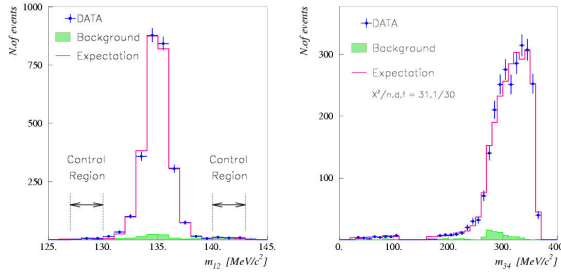 N.of events
1000
750
500
250
DATA
Background
Expectation
Control
Region
Control
Region
125.
130.
135.
140.
145.
m12 [MeV/c²]
N.of events
300
200
100
DATA
Background
Expectation
X²/n.d.f = 31.1/30
0.
100.
200.
300.
400
m34 [MeV/c²]